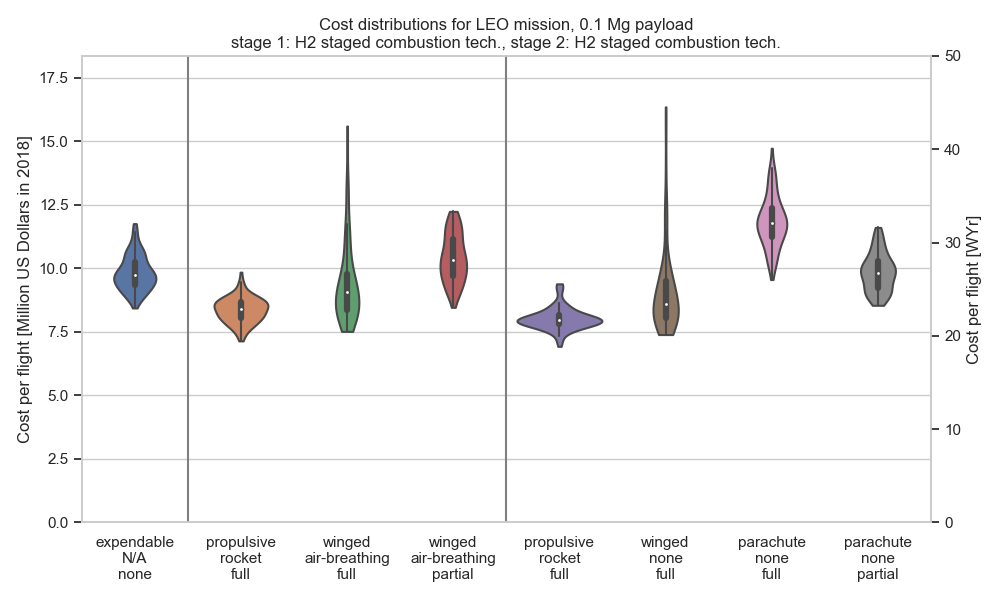 Cost distributions for LEO mission, 0.1 Mg payload
stage 1: H2 staged combustion tech., stage 2: H2 staged combustion tech.
Cost per flight [Million US Dollars in 2018]
17.5
15.0
12.5
10.0
7.5
5.0
2.5
0.0
50
40
30
20
10
0
Cost per flight [WYr]
expendable
N/A
none
propulsive
rocket
full
winged
air-breathing
full
winged
air-breathing
partial
propulsive
rocket
full
winged
none
full
parachute
none
full
parachute
none
partial